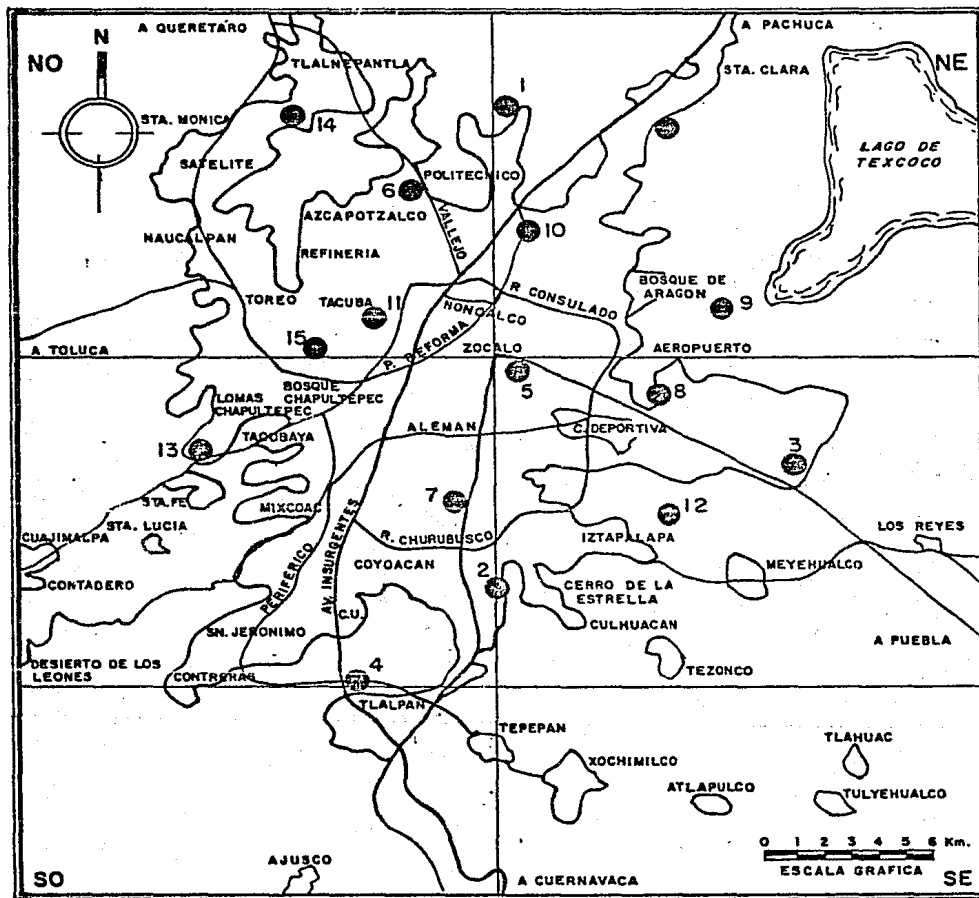 A QUERETARO
A PACHUCA
N
NO
TLALNEPANTLA
STA. CLARA
NE
1
STA. MONICA
14
LAGO DE
TEXCOCO
SATELITE
POLITECNICO
6
AZCAPOTZALCO
VALLEJO
10
NAUCALPAN
REFINERIA
BOSQUE DE
ARAGON
R. CONSULADO
TOREO
TACUBA
11
NONOALCO
9
P. REFORMA
15
A TOLUCA
ZOCALO
AEROPUERTO
5
BOSQUE
CHAPULTEPEC
LOMAS
CHAPULTEPEC
8
ALEMAN
C. DEPORTIVA
TACUBAYA
13
3
STA. FE
MIXCOAC
7
12
STA. LUCIA
CUAJIMALPA
R. CHURUBUSCO
IZTAPALAPA
LOS REYES
CONTADERO
PERIFÉRICO
AV. INSURGENTES
COYOACAN
2
CERRO DE LA
ESTRELLA
MEYEHUALCO
C.U.
CULHUACAN
SN. JERONIMO
A PUEBLA
DESIERTO DE LOS
LEONES
CONTRERAS
4
TEZONCO
TLALPAN
TEPEPAN
TLAHUAC
XOCHIMILCO
ATLAPULCO
TULYEHUALCO
0 1 2 3 4 5 6 Km.
ESCALA GRAFICA
AJUSCO
SO
A CUERNAVACA
SE